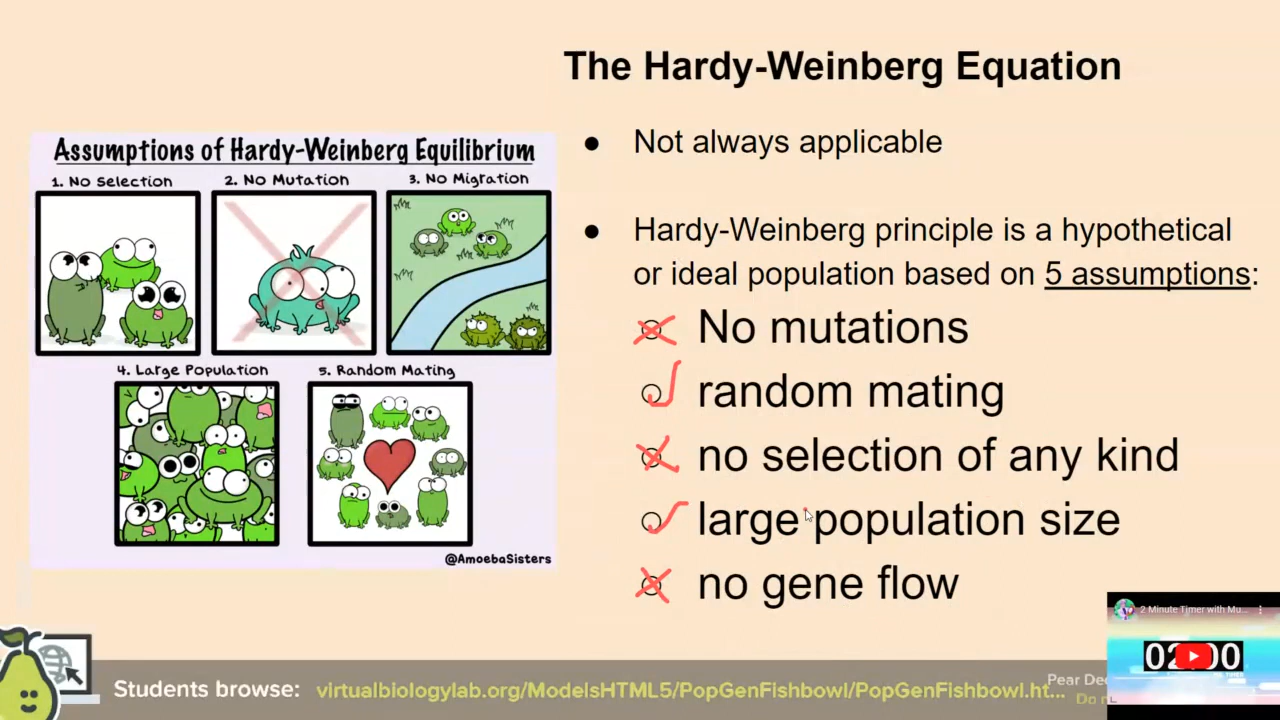 The Hardy-Weinberg Equation
Assumptions of Hardy-Weinberg Equilibrium
1. No Selection
2. No Mutation
3. No Migration
4. Large Population
5. Random Mating
@AmoebaSisters
● Not always applicable
● Hardy-Weinberg principle is a hypothetical
or ideal population based on 5 assumptions:
○ No mutations
○ random mating
○ no selection of any kind
○ large population size
○ no gene flow
2 Minute Timer with Mu...
02:00
Students browse: virtualbiologylab.org/ModelsHTML5/PopGenFishbowl/PopGenFishbowl.ht...
Pear De